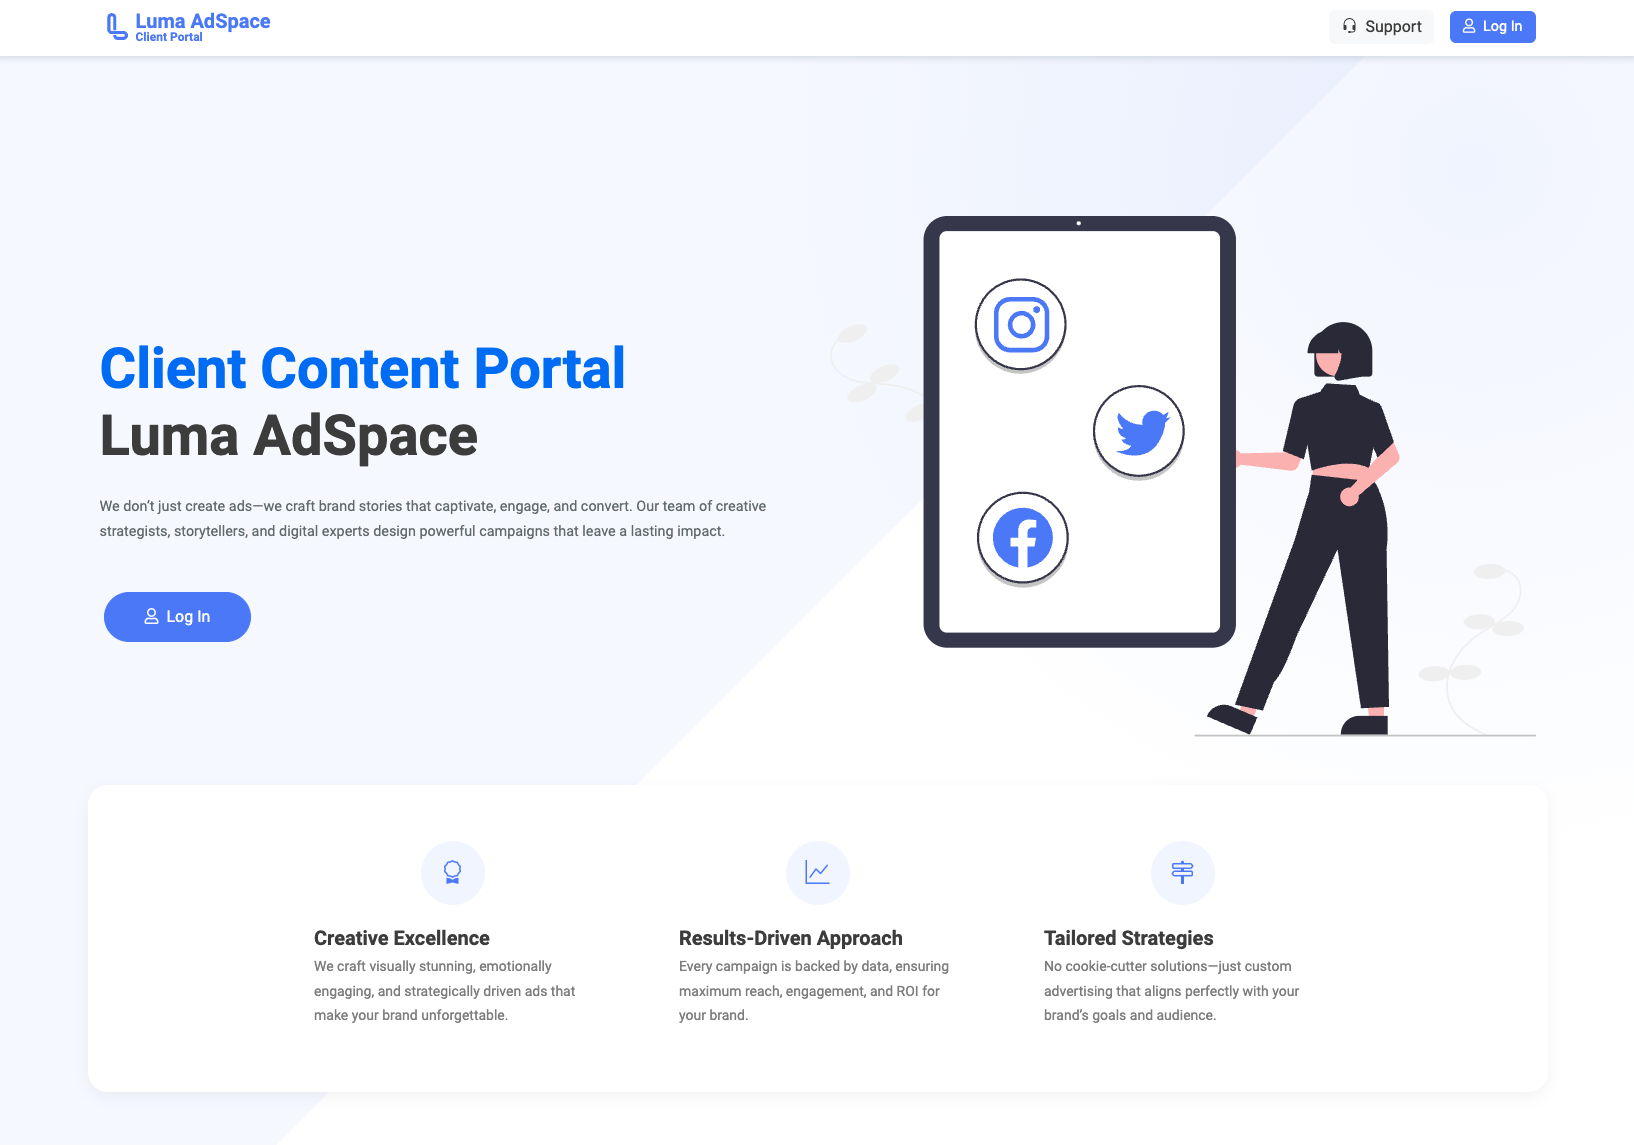 Luma AdSpace
Client Portal
Support
Log In
Client Content Portal
Luma AdSpace
We don’t just create ads—we craft brand stories that captivate, engage, and convert. Our team of creative
strategists, storytellers, and digital experts design powerful campaigns that leave a lasting impact.
Log In
Creative Excellence
We craft visually stunning, emotionally
engaging, and strategically driven ads that
make your brand unforgettable.
Results-Driven Approach
Every campaign is backed by data, ensuring
maximum reach, engagement, and ROI for
your brand.
Tailored Strategies
No cookie-cutter solutions—just custom
advertising that aligns perfectly with your
brand’s goals and audience.